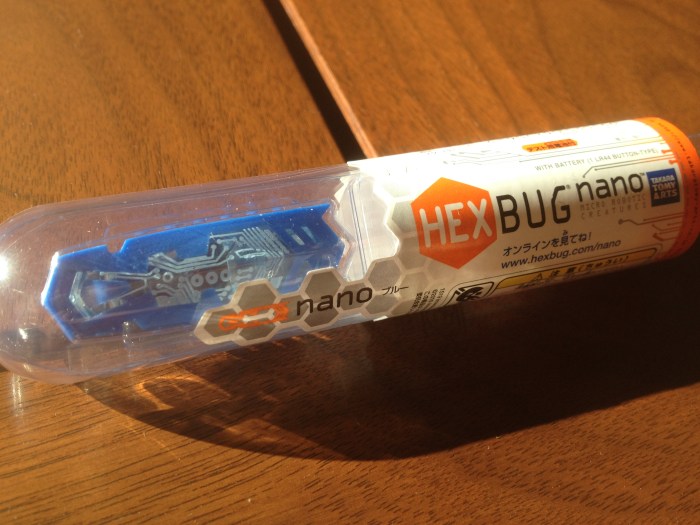 WITH BATTERY (1 LR44 BUTTON-TYPE)
HEXBUG® nano™
MICRO ROBOTIC
CREATURES
TAKARA
TOMY
ARTS
オンラインを見てね!
www.hexbug.com/nano
nano ブルー